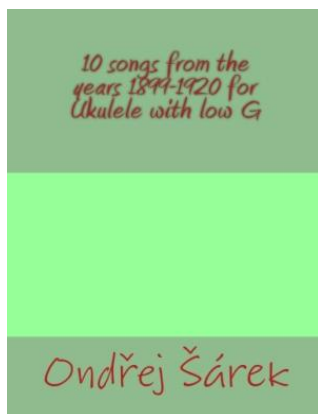 10 songs from the
years 1899-1920 for
Ukulele with low G
Ondřej Šárek